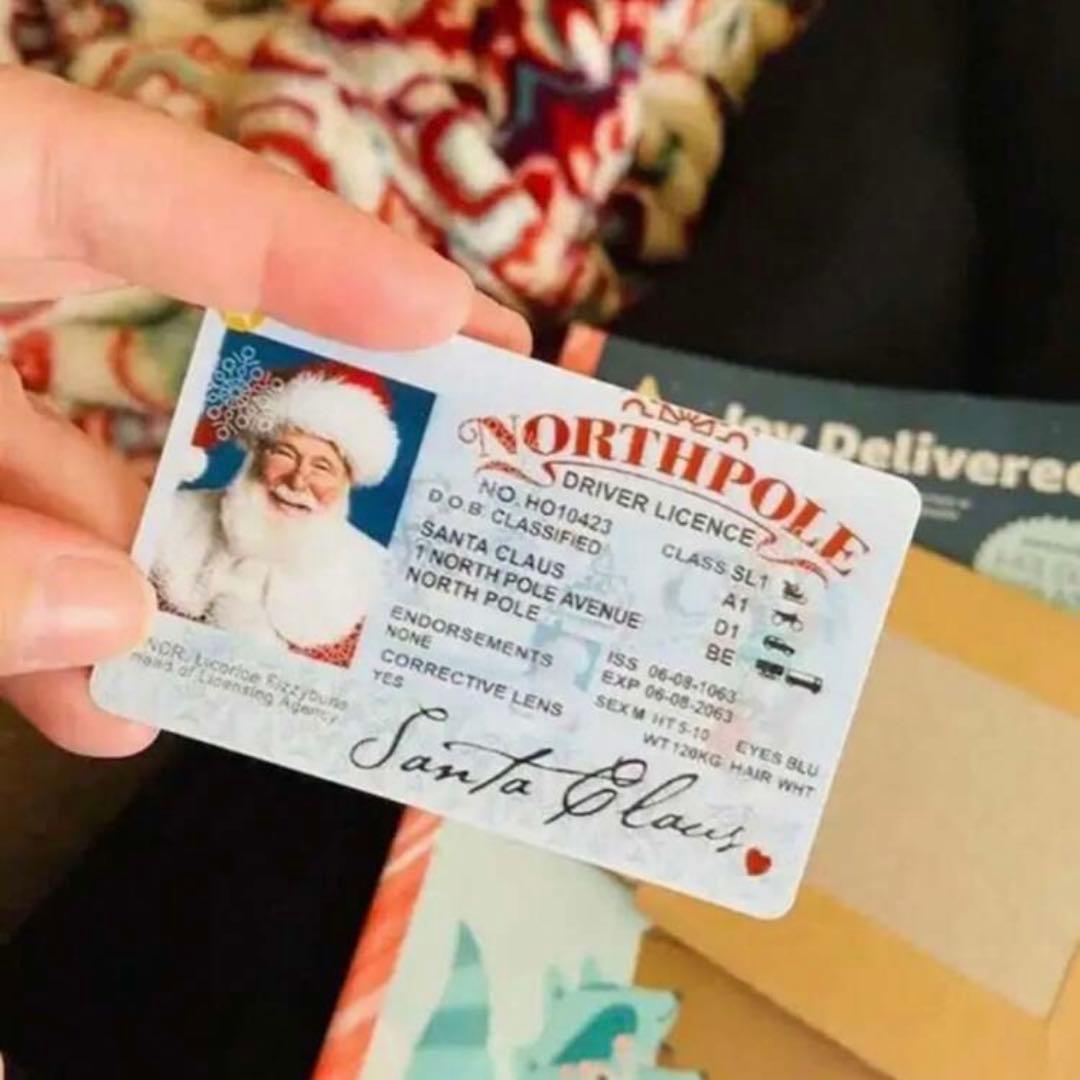 Joy Delivered
NORTHPOLE
DRIVER LICENCE
NO. HO10423
D.O.B CLASSIFIED
SANTA CLAUS
1 NORTH POLE AVENUE
NORTH POLE
CLASS SL1
A1
D1
BE
ENDORSEMENTS
NONE
CORRECTIVE LENS
YES
ISS 06-08-1063
EXP 06-08-2063
SEX M HT 5-10 EYES BLU
WT 120KG HAIR WHT
NDR. Licorice Fizzybuns
Head of Licensing Agency
Santa Claus